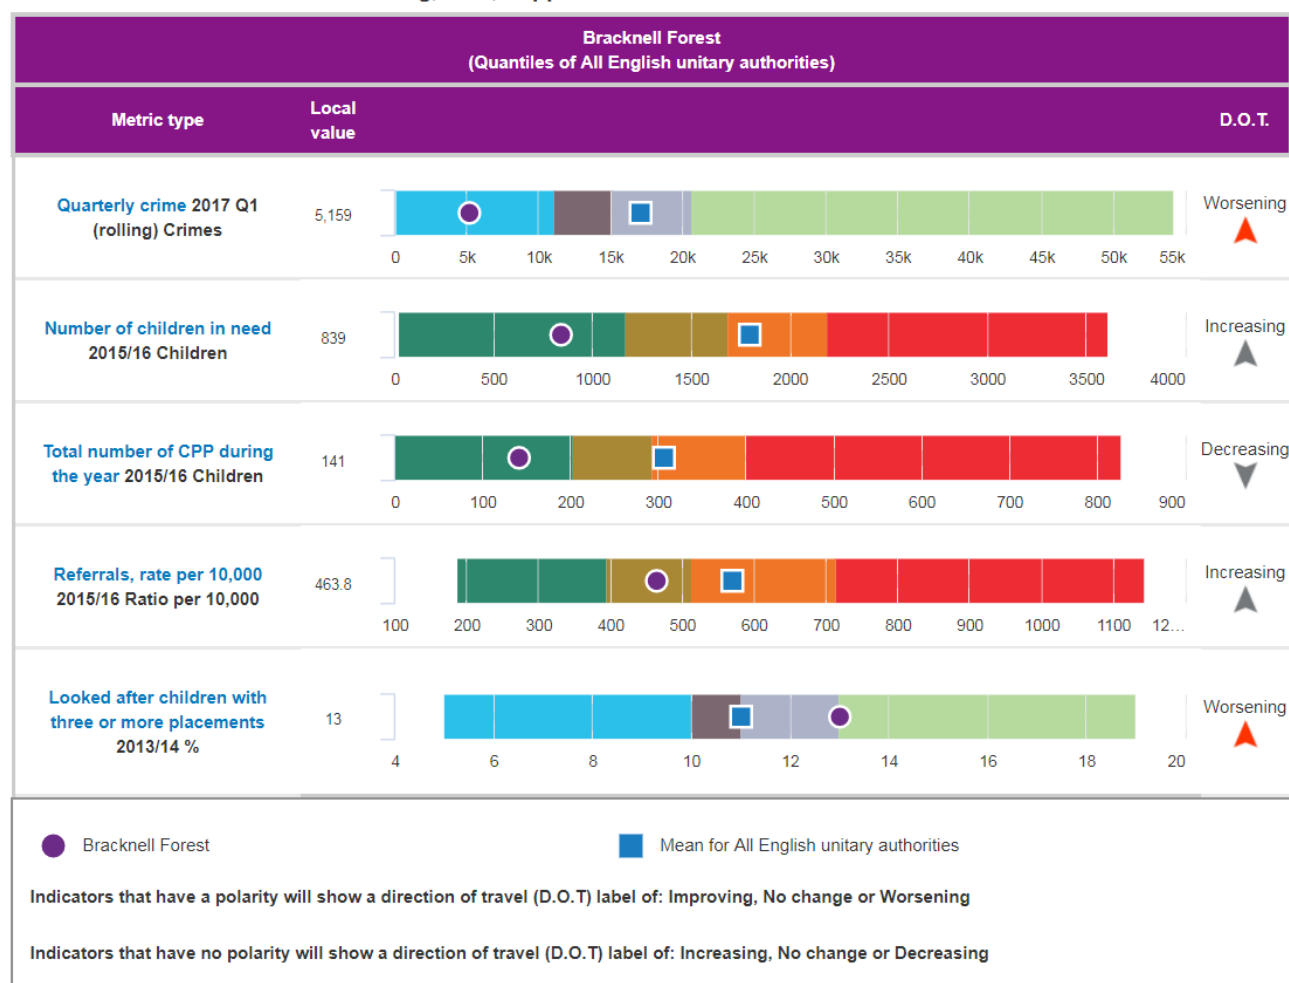 Bracknell Forest
(Quantiles of All English unitary authorities)
Metric type
Local
value
D.O.T.
Quarterly crime 2017 Q1
(rolling) Crimes
5,159
0 5k 10k 15k 20k 25k 30k 35k 40k 45k 50k 55k
Worsening
Number of children in need
2015/16 Children
839
0 500 1000 1500 2000 2500 3000 3500 4000
Increasing
Total number of CPP during
the year 2015/16 Children
141
0 100 200 300 400 500 600 700 800 900
Decreasing
Referrals, rate per 10,000
2015/16 Ratio per 10,000
463.8
100 200 300 400 500 600 700 800 900 1000 1100 12...
Increasing
Looked after children with
three or more placements
2013/14 %
13
4 6 8 10 12 14 16 18 20
Worsening
Bracknell Forest
Mean for All English unitary authorities
Indicators that have a polarity will show a direction of travel (D.O.T) label of: Improving, No change or Worsening
Indicators that have no polarity will show a direction of travel (D.O.T) label of: Increasing, No change or Decreasing